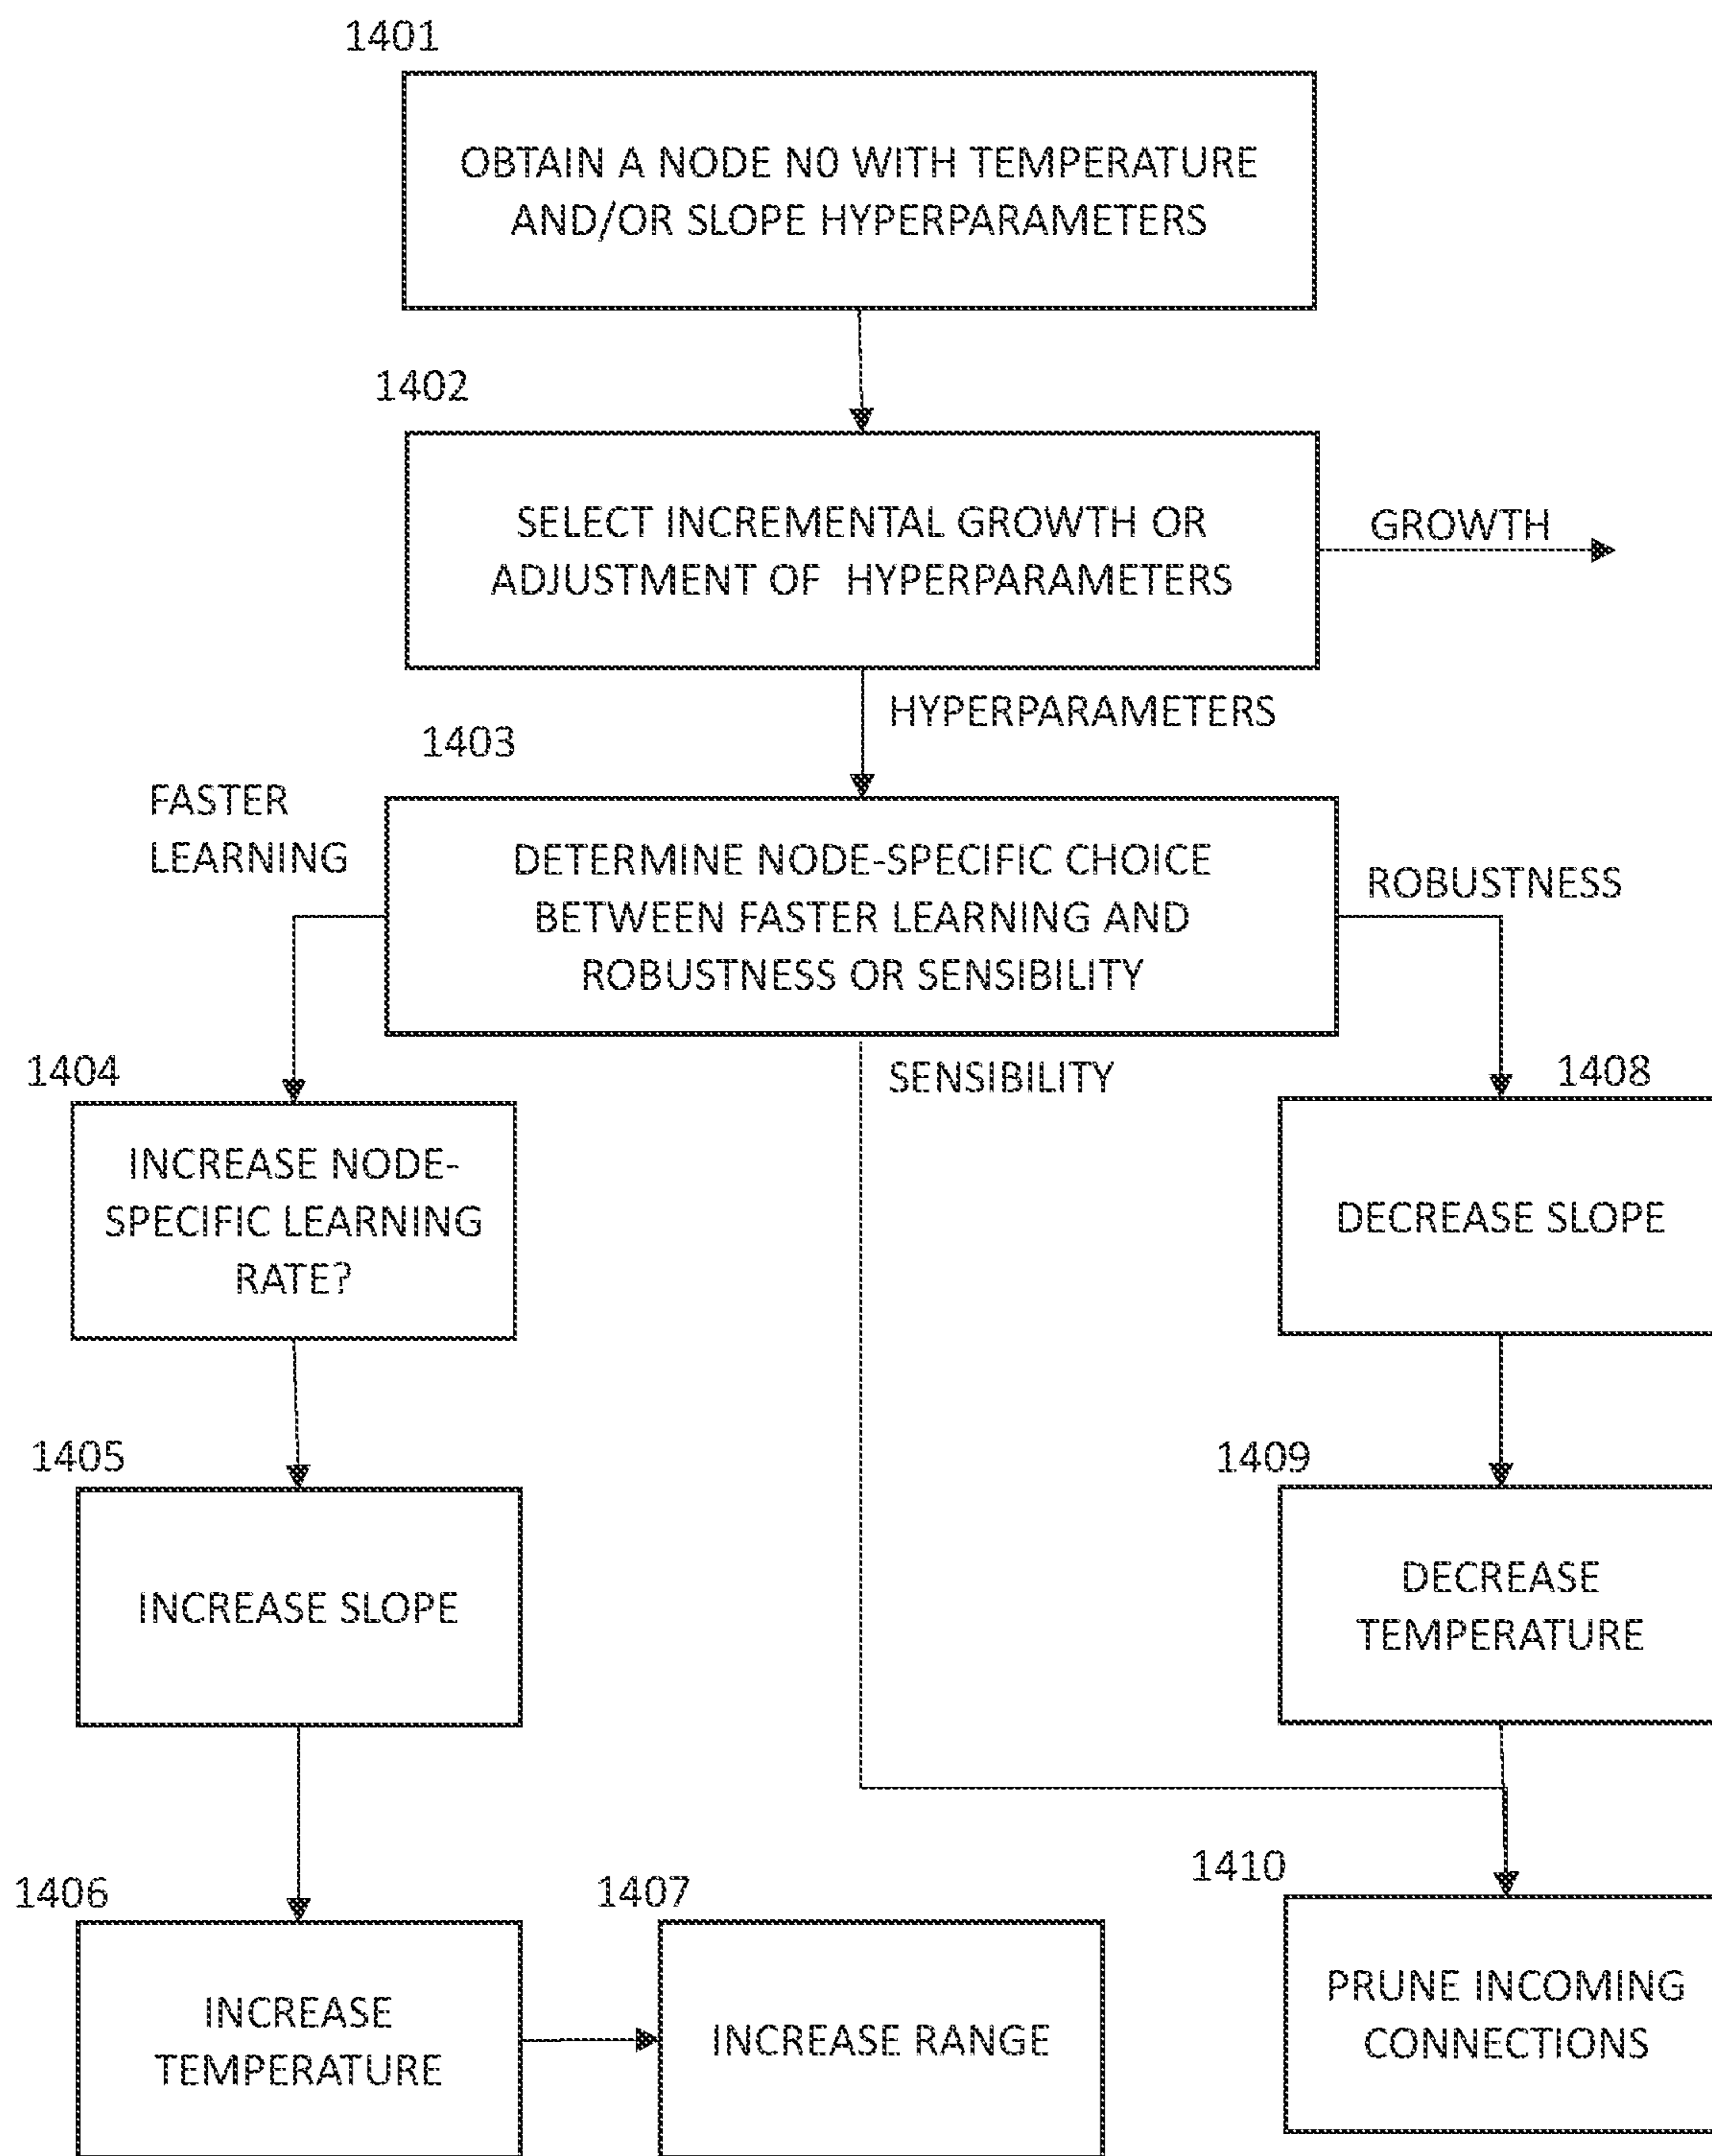 1401
OBTAIN A NODE N0 WITH TEMPERATURE
AND/OR SLOPE HYPERPARAMETERS
1402
SELECT INCREMENTAL GROWTH OR
ADJUSTMENT OF HYPERPARAMETERS
GROWTH
HYPERPARAMETERS
1403
FASTER
LEARNING
DETERMINE NODE-SPECIFIC CHOICE
BETWEEN FASTER LEARNING AND
ROBUSTNESS OR SENSIBILITY
ROBUSTNESS
SENSIBILITY
1404
INCREASE NODE-
SPECIFIC LEARNING
RATE?
1408
DECREASE SLOPE
1405
INCREASE SLOPE
1409
DECREASE
TEMPERATURE
1406
INCREASE
TEMPERATURE
1407
INCREASE RANGE
1410
PRUNE INCOMING
CONNECTIONS